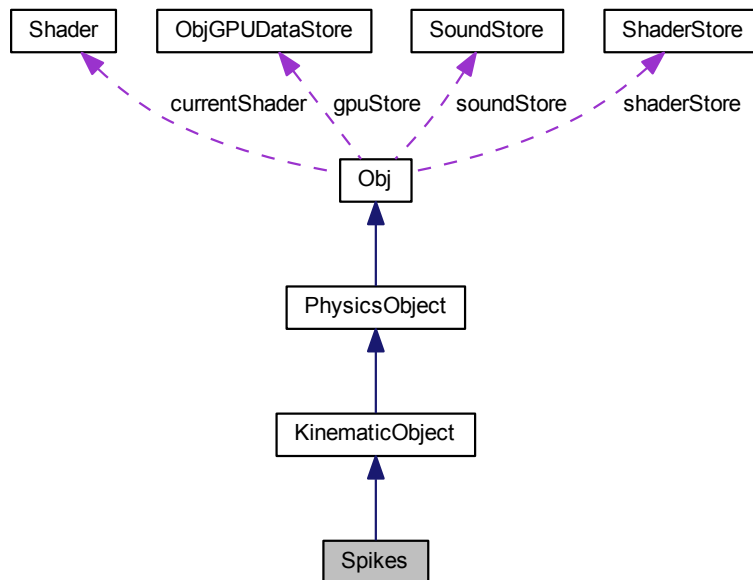 Shader
ObjGPUDataStore
SoundStore
ShaderStore
currentShader
gpuStore
soundStore
shaderStore
Obj
PhysicsObject
KinematicObject
Spikes